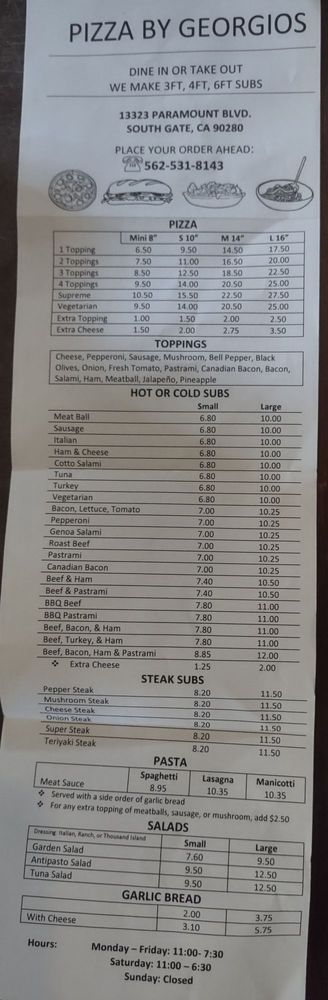 PIZZA BY GEORGIOS
DINE IN OR TAKE OUT
WE MAKE 3FT, 4FT, 6FT SUBS
13323 PARAMOUNT BLVD.
SOUTH GATE, CA 90280
PLACE YOUR ORDER AHEAD:
562-531-8143
PIZZA
Mini 8" S 10" M 14" L 16"
1 Topping 6.50 9.50 14.50 17.50
2 Toppings 7.50 11.00 16.50 20.00
3 Toppings 8.50 12.50 18.50 22.50
4 Toppings 9.50 14.00 20.50 25.00
Supreme 10.50 15.50 22.50 27.50
Vegetarian 9.50 14.00 20.50 25.00
Extra Topping 1.00 1.50 2.00 2.50
Extra Cheese 1.50 2.00 2.75 3.50
TOPPINGS
Cheese, Pepperoni, Sausage, Mushroom, Bell Pepper, Black
Olives, Onion, Fresh Tomato, Pastrami, Canadian Bacon, Bacon,
Salami, Ham, Meatball, Jalapeño, Pineapple
HOT OR COLD SUBS
Small Large
Meat Ball 6.80 10.00
Sausage 6.80 10.00
Italian 6.80 10.00
Ham & Cheese 6.80 10.00
Cotto Salami 6.80 10.00
Tuna 6.80 10.00
Turkey 6.80 10.00
Vegetarian 6.80 10.00
Bacon, Lettuce, Tomato 7.00 10.25
Pepperoni 7.00 10.25
Genoa Salami 7.00 10.25
Roast Beef 7.00 10.25
Pastrami 7.00 10.25
Canadian Bacon 7.00 10.25
Beef & Ham 7.40 10.50
Beef & Pastrami 7.40 10.50
BBQ Beef 7.80 11.00
BBQ Pastrami 7.80 11.00
Beef, Bacon, & Ham 7.80 11.00
Beef, Turkey, & Ham 7.80 11.00
Beef, Bacon, Ham & Pastrami 8.85 12.00
❖ Extra Cheese 1.25 2.00
STEAK SUBS
Pepper Steak 8.20 11.50
Mushroom Steak 8.20 11.50
Cheese Steak 8.20 11.50
Onion Steak 8.20 11.50
Super Steak 8.20 11.50
Teriyaki Steak 8.20 11.50
PASTA
Spaghetti Lasagna Manicotti
Meat Sauce 8.95 10.35 10.35
❖ Served with a side order of garlic bread
❖ For any extra topping of meatballs, sausage, or mushroom, add $2.50
SALADS
Dressing: Italian, Ranch, or Thousand Island Small Large
Garden Salad 7.60 9.50
Antipasto Salad 9.50 12.50
Tuna Salad 9.50 12.50
GARLIC BREAD
2.00 3.75
With Cheese 3.10 5.75
Hours: Monday – Friday: 11:00- 7:30
Saturday: 11:00 – 6:30
Sunday: Closed